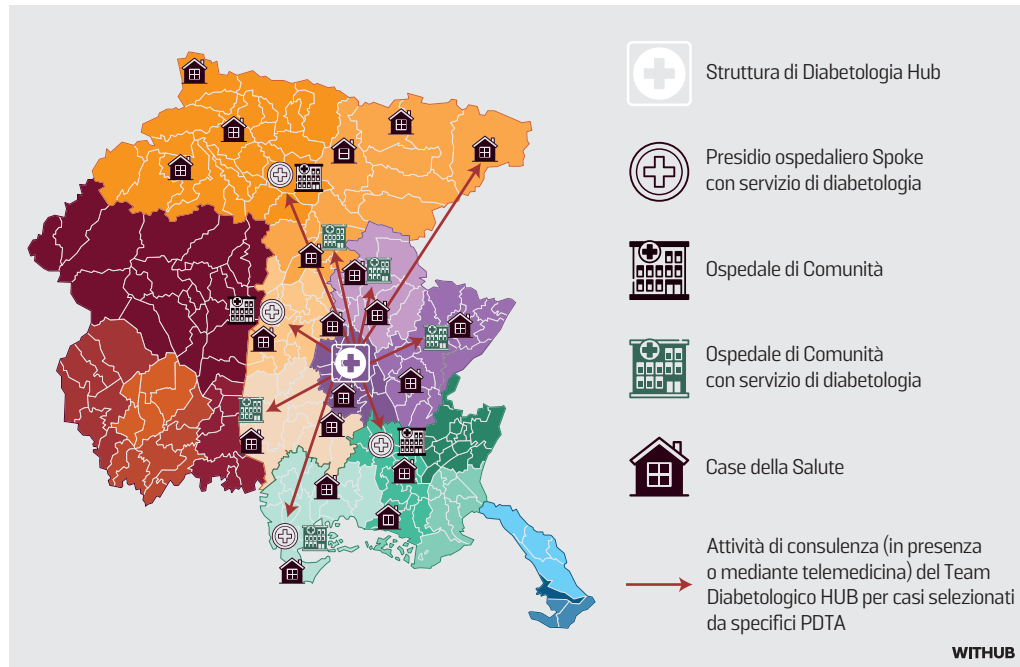 Struttura di Diabetologia Hub
Presidio ospedaliero Spoke
con servizio di diabetologia
Ospedale di Comunità
Ospedale di Comunità
con servizio di diabetologia
Case della Salute
Attività di consulenza (in presenza
o mediante telemedicina) del Team
Diabetologico HUB per casi selezionati
da specifici PDTA
WITHUB